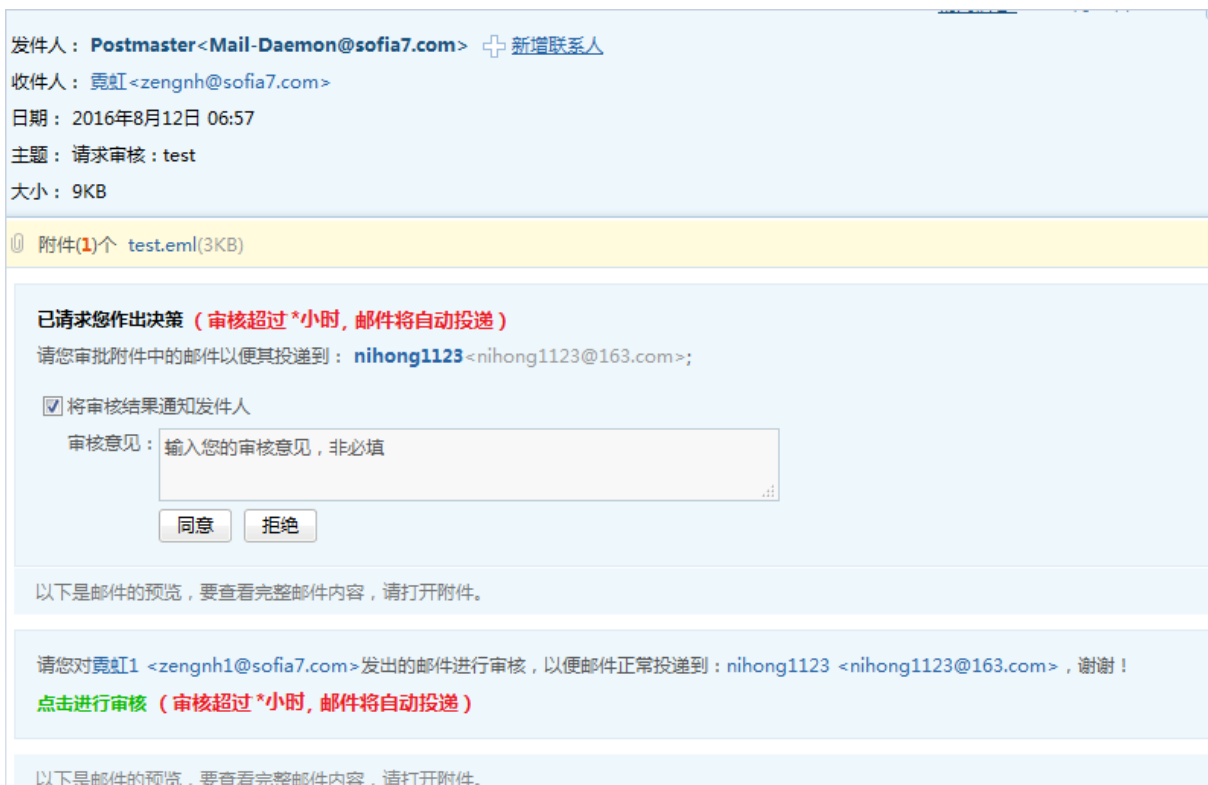 发件人： Postmaster<Mail-Daemon@sofia7.com> 新增联系人
收件人： 霓虹<zengnh@sofia7.com>
日期： 2016年8月12日 06:57
主题： 请求审核：test
大小： 9KB
附件(1)个 test.eml(3KB)
已请求您作出决策（审核超过*小时, 邮件将自动投递）
请您审批附件中的邮件以便其投递到： nihong1123<nihong1123@163.com>;
将审核结果通知发件人
审核意见： 输入您的审核意见，非必填
同意 拒绝
以下是邮件的预览，要查看完整邮件内容，请打开附件。
请您对霓虹1 <zengnh1@sofia7.com>发出的邮件进行审核，以便邮件正常投递到：nihong1123 <nihong1123@163.com>，谢谢！
点击进行审核（审核超过*小时, 邮件将自动投递）
以下是邮件的预览，要查看完整邮件内容，请打开附件。